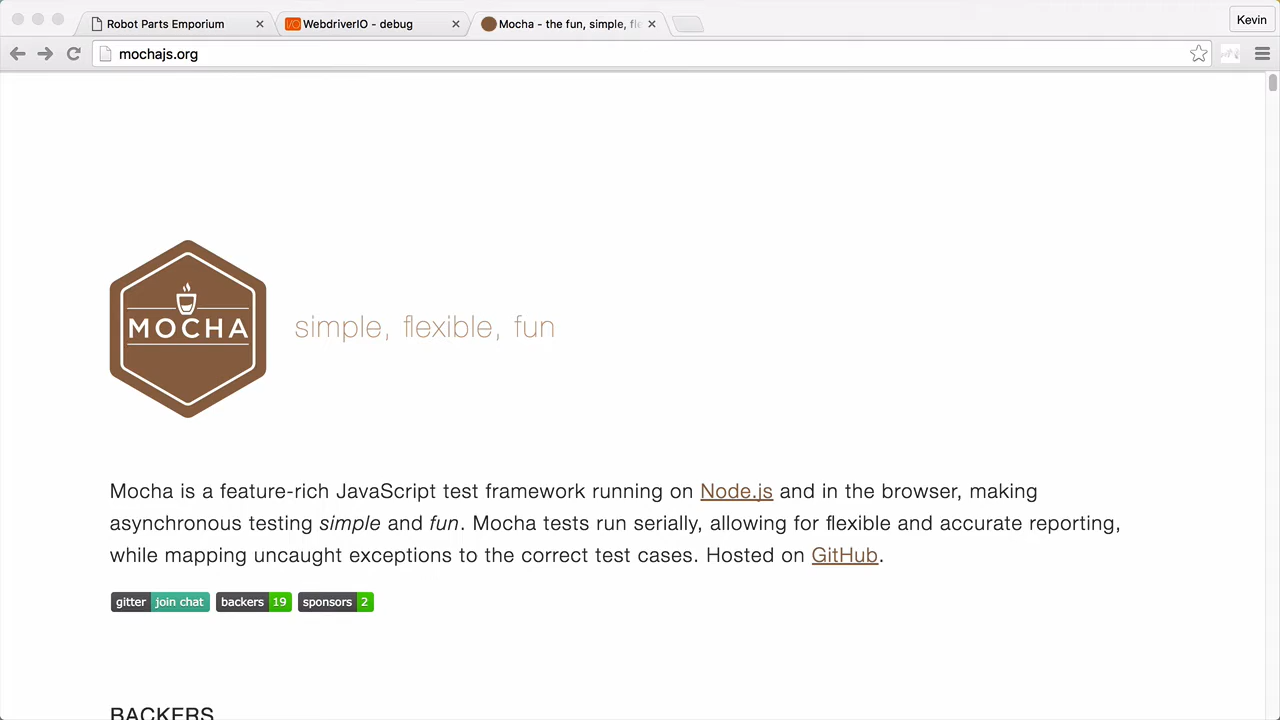 Robot Parts Emporium
WebdriverIO - debug
Mocha - the fun, simple, fle
Kevin
mochajs.org
MOCHA
simple, flexible, fun
Mocha is a feature-rich JavaScript test framework running on Node.js and in the browser, making
asynchronous testing simple and fun. Mocha tests run serially, allowing for flexible and accurate reporting,
while mapping uncaught exceptions to the correct test cases. Hosted on GitHub.
gitter join chat backers 19 sponsors 2
BACKERS